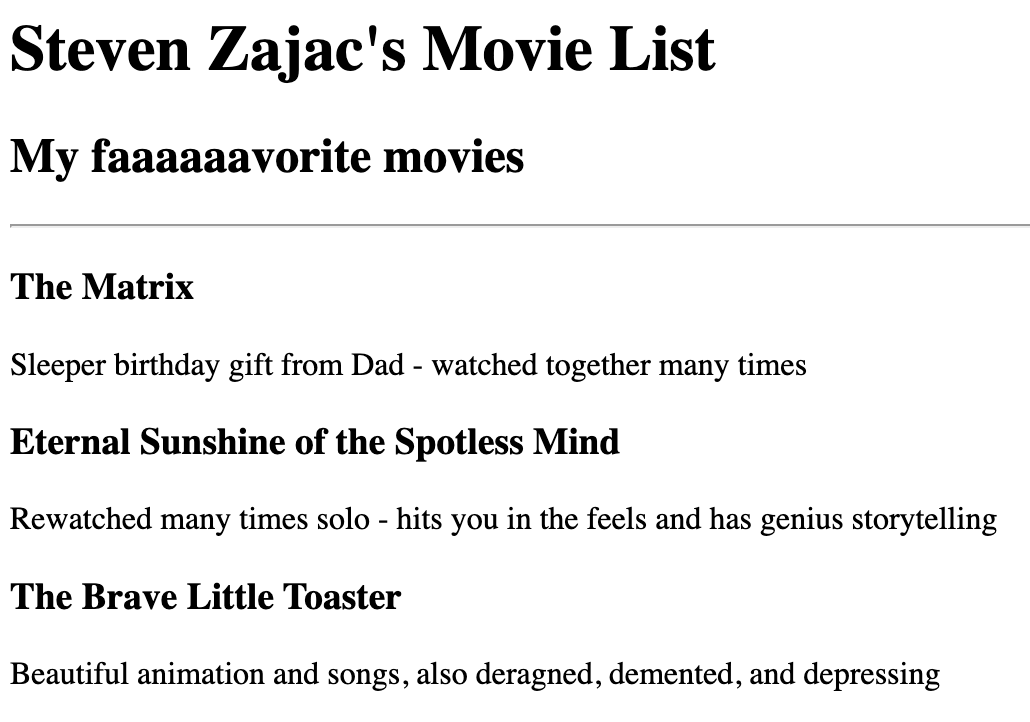 Steven Zajac's Movie List
My faaaaaavorite movies
The Matrix
Sleeper birthday gift from Dad - watched together many times
Eternal Sunshine of the Spotless Mind
Rewatched many times solo - hits you in the feels and has genius storytelling
The Brave Little Toaster
Beautiful animation and songs, also deragned, demented, and depressing